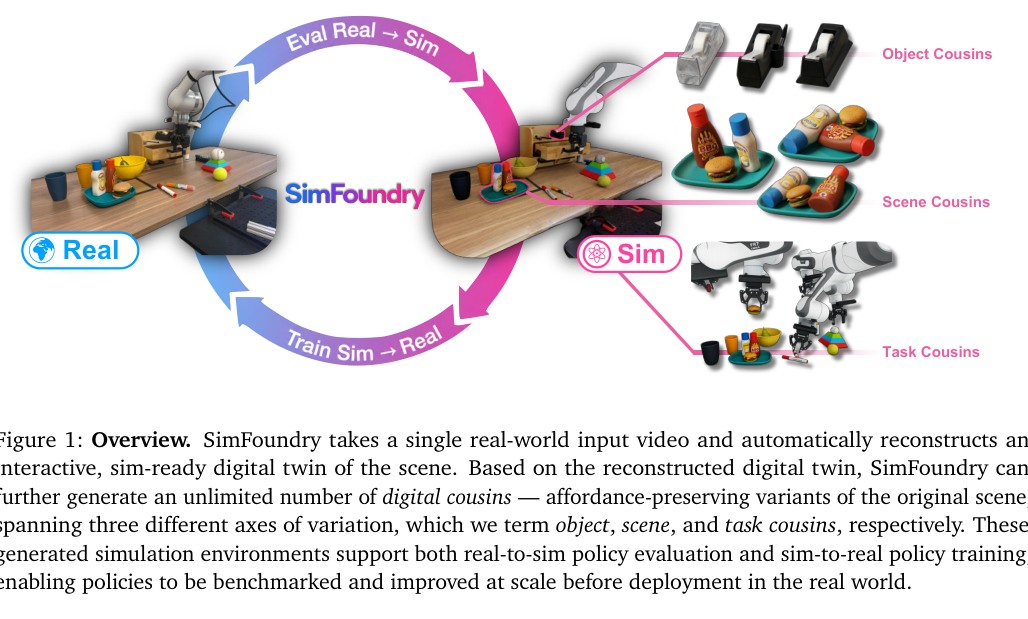 Eval Real → Sim
Object Cousins
SimFoundry
Scene Cousins
Real
Sim
Train Sim → Real
Task Cousins
Figure 1: Overview. SimFoundry takes a single real-world input video and automatically reconstructs an
interactive, sim-ready digital twin of the scene. Based on the reconstructed digital twin, SimFoundry can
further generate an unlimited number of digital cousins — affordance-preserving variants of the original scene,
spanning three different axes of variation, which we term object, scene, and task cousins, respectively. These
generated simulation environments support both real-to-sim policy evaluation and sim-to-real policy training
enabling policies to be benchmarked and improved at scale before deployment in the real world.